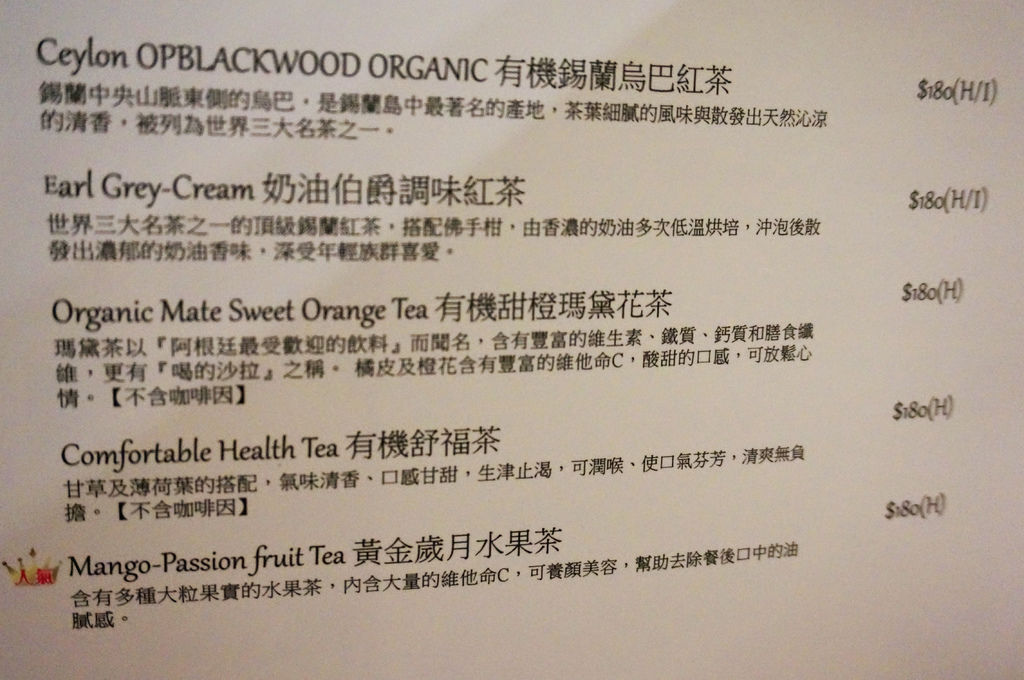 Ceylon OPBLACKWOOD ORGANIC 有機錫蘭烏巴紅茶 $180(H/I)
錫蘭中央山脈東側的烏巴,是錫蘭島中最著名的產地,茶葉細膩的風味與散發出天然沁涼
的清香,被列為世界三大名茶之一。
Earl Grey-Cream 奶油伯爵調味紅茶 $180(H/I)
世界三大名茶之一的頂級錫蘭紅茶,搭配佛手柑,由香濃的奶油多次低溫烘培,沖泡後散
發出濃郁的奶油香味,深受年輕族群喜愛。
Organic Mate Sweet Orange Tea 有機甜橙瑪黛花茶 $180(H)
瑪黛茶以『阿根廷最受歡迎的飲料』而聞名,含有豐富的維生素、鐵質、鈣質和膳食纖
維,更有『喝的沙拉』之稱。 橘皮及橙花含有豐富的維他命C,酸甜的口感,可放鬆心
情。【不含咖啡因】
Comfortable Health Tea 有機舒福茶 $180(H)
甘草及薄荷葉的搭配,氣味清香、口感甘甜,生津止渴,可潤喉、使口氣芬芳,清爽無負
擔。【不含咖啡因】
人氣 Mango-Passion fruit Tea 黃金歲月水果茶 $180(H)
含有多種大粒果實的水果茶,內含大量的維他命C,可養顏美容,幫助去除餐後口中的油
膩感。